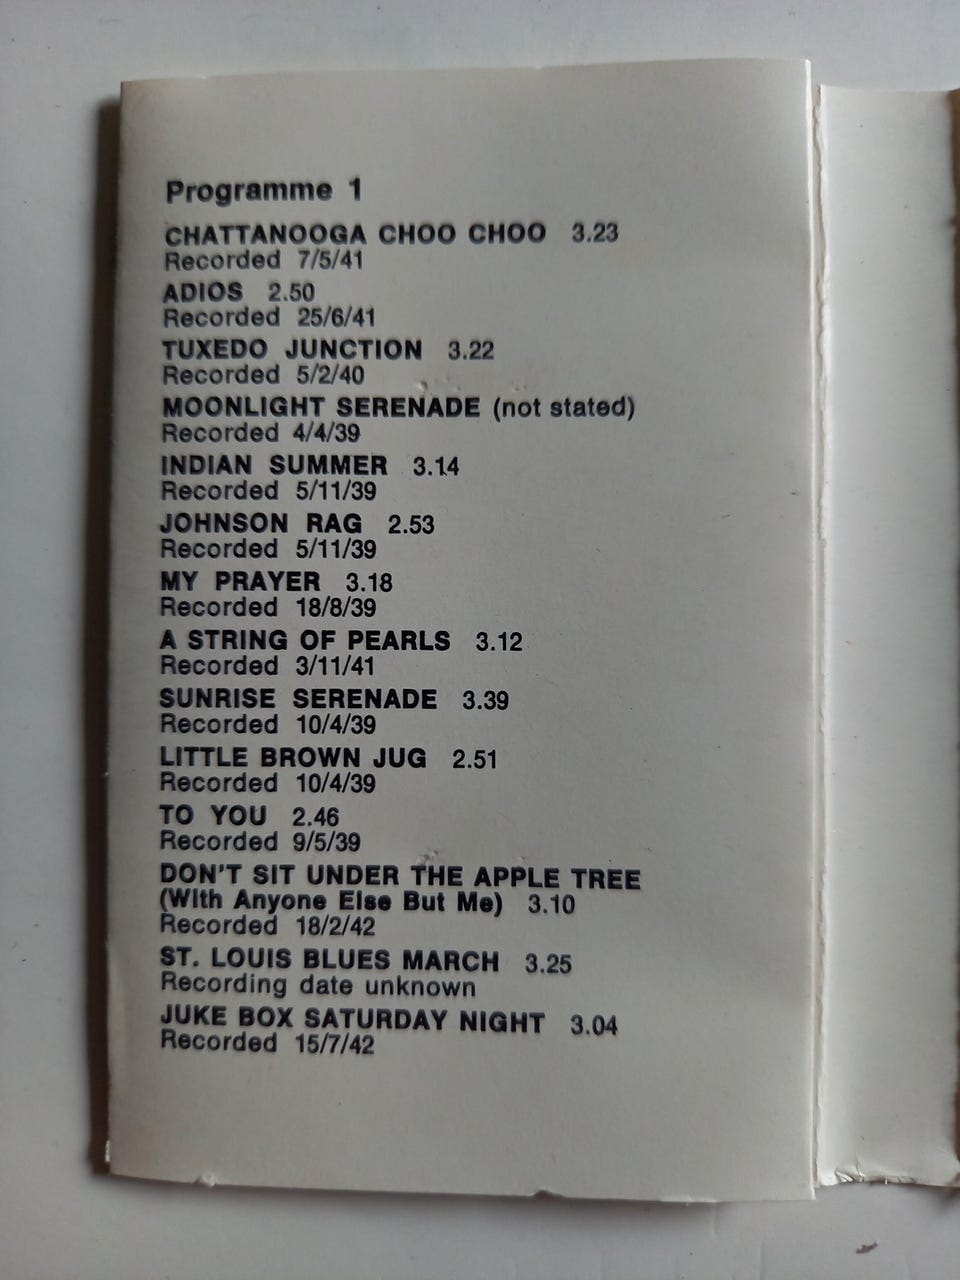 Programme 1
CHATTANOOGA CHOO CHOO 3.23
Recorded 7/5/41
ADIOS 2.50
Recorded 25/6/41
TUXEDO JUNCTION 3.22
Recorded 5/2/40
MOONLIGHT SERENADE (not stated)
Recorded 4/4/39
INDIAN SUMMER 3.14
Recorded 5/11/39
JOHNSON RAG 2.53
Recorded 5/11/39
MY PRAYER 3.18
Recorded 18/8/39
A STRING OF PEARLS 3.12
Recorded 3/11/41
SUNRISE SERENADE 3.39
Recorded 10/4/39
LITTLE BROWN JUG 2.51
Recorded 10/4/39
TO YOU 2.46
Recorded 9/5/39
DON'T SIT UNDER THE APPLE TREE
(With Anyone Else But Me) 3.10
Recorded 18/2/42
ST. LOUIS BLUES MARCH 3.25
Recording date unknown
JUKE BOX SATURDAY NIGHT 3.04
Recorded 15/7/42